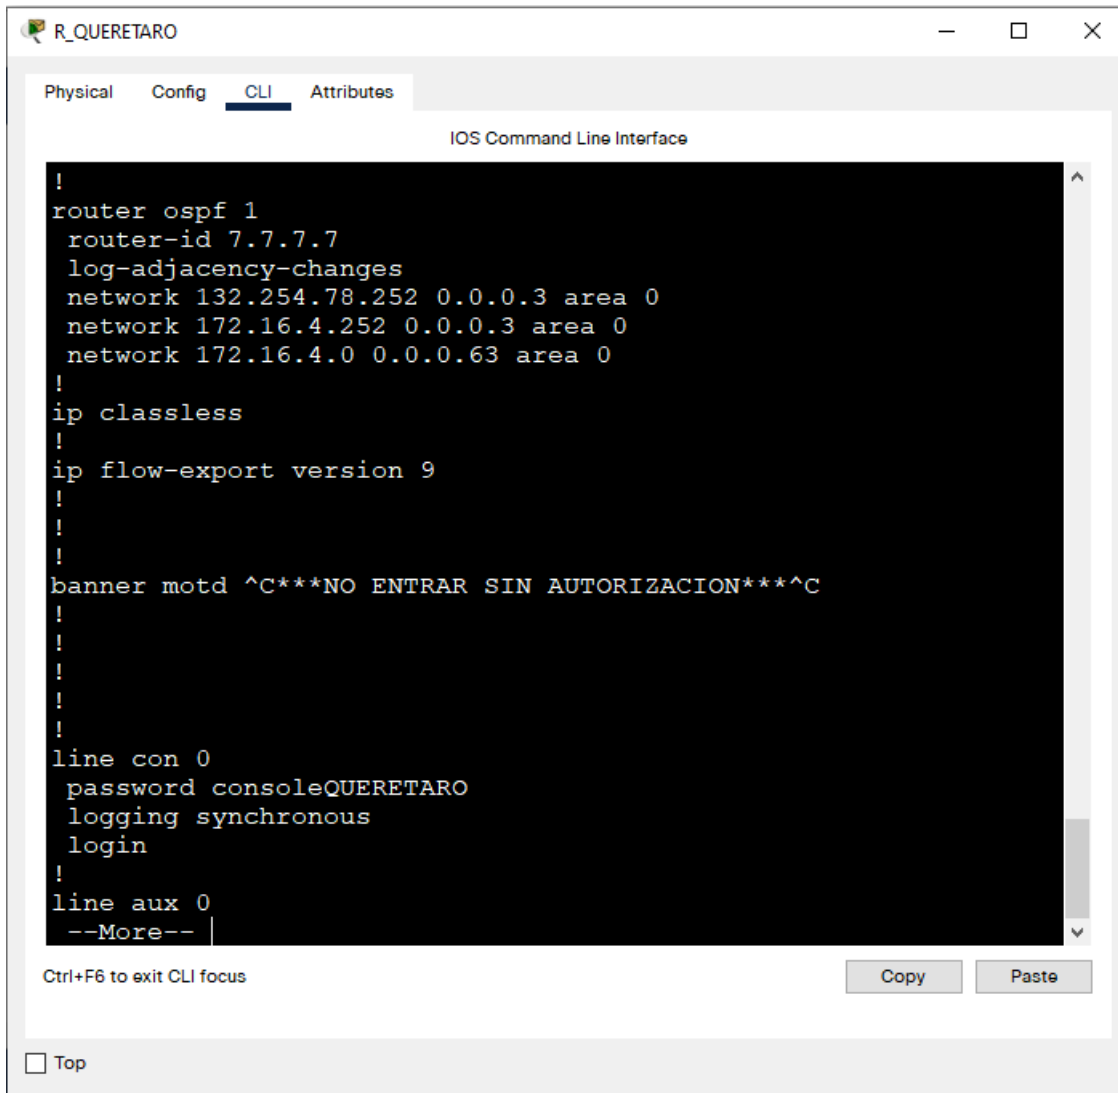 R_QUERETARO
Physical Config CLI Attributes
IOS Command Line Interface
!
router ospf 1
 router-id 7.7.7.7
 log-adjacency-changes
 network 132.254.78.252 0.0.0.3 area 0
 network 172.16.4.252 0.0.0.3 area 0
 network 172.16.4.0 0.0.0.63 area 0
!
ip classless
!
ip flow-export version 9
!
!
!
banner motd ^C***NO ENTRAR SIN AUTORIZACION***^C
!
!
!
!
!
line con 0
 password consoleQUERETARO
 logging synchronous
 login
!
line aux 0
 --More--
Ctrl+F6 to exit CLI focus Copy Paste
Top